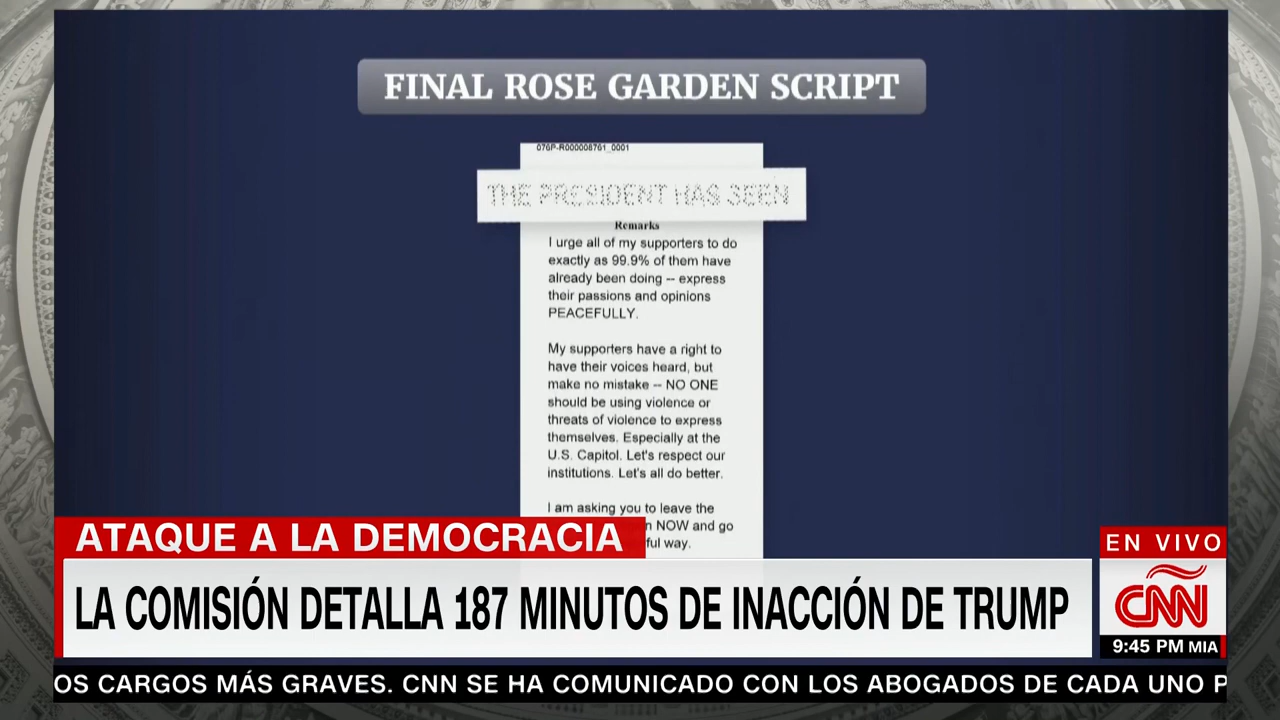 FINAL ROSE GARDEN SCRIPT
076P-R000008761_0001
THE PRESIDENT HAS SEEN
Remarks
I urge all of my supporters to do
exactly as 99.9% of them have
already been doing -- express
their passions and opinions
PEACEFULLY.
My supporters have a right to
have their voices heard, but
make no mistake -- NO ONE
should be using violence or
threats of violence to express
themselves. Especially at the
U.S. Capitol. Let's respect our
institutions. Let's all do better.
I am asking you to leave the
NOW and go
way.
ATAQUE A LA DEMOCRACIA
LA COMISIÓN DETALLA 187 MINUTOS DE INACCIÓN DE TRUMP
EN VIVO
CNN
9:45 PM MIA
OS CARGOS MÁS GRAVES. CNN SE HA COMUNICADO CON LOS ABOGADOS DE CADA UNO P